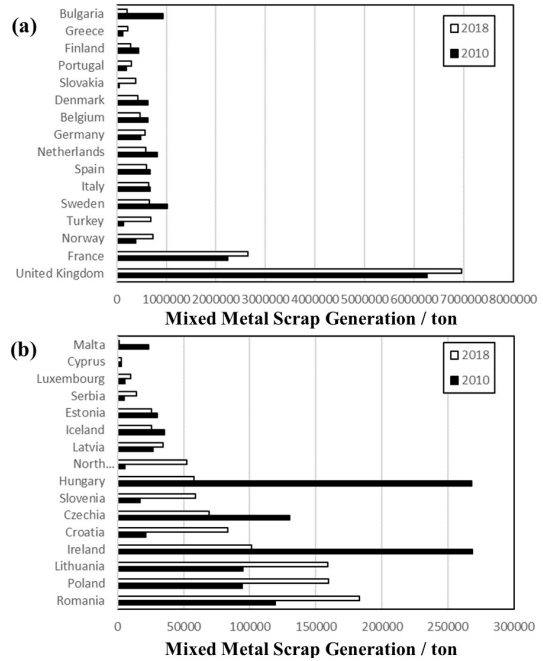 (a)
Bulgaria
Greece
Finland
Portugal
Slovakia
Denmark
Belgium
Germany
Netherlands
Spain
Italy
Sweden
Turkey
Norway
France
United Kingdom
2018
2010
0 1000000 2000000 3000000 4000000 5000000 6000000 7000000 8000000
Mixed Metal Scrap Generation / ton
(b)
Malta
Cyprus
Luxembourg
Serbia
Estonia
Iceland
Latvia
North...
Hungary
Slovenia
Czechia
Croatia
Ireland
Lithuania
Poland
Romania
2018
2010
0 50000 100000 150000 200000 250000 300000
Mixed Metal Scrap Generation / ton